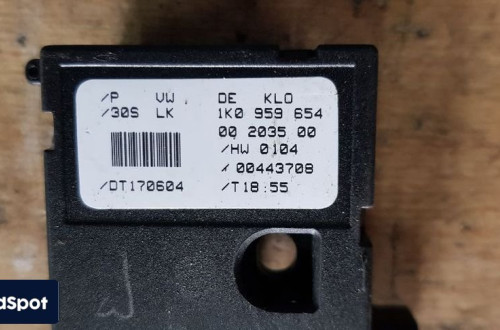 /P VW DE KLO
/30S LK 1K0 959 654
00 2035 00
/HW 0104
00443708
/DT170604 /T18:55
dSpot